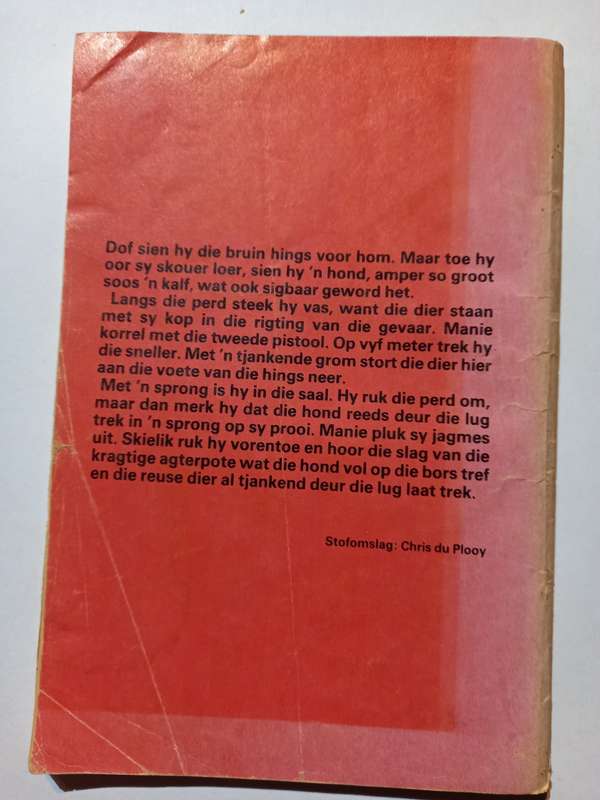 Dof sien hy die bruin hings voor hom. Maar toe hy
oor sy skouer loer, sien hy 'n hond, amper so groot
soos 'n kalf, wat ook sigbaar geword het.
Langs die perd steek hy vas, want die dier staan
met sy kop in die rigting van die gevaar. Manie
korrel met die tweede pistool. Op vyf meter trek hy
die sneller. Met 'n tjankende grom stort die dier hier
aan die voete van die hings neer.
Met 'n sprong is hy in die saal. Hy ruk die perd om,
maar dan merk hy dat die hond reeds deur die lug
trek in 'n sprong op sy prooi. Manie pluk sy jagmes
uit. Skielik ruk hy vorentoe en hoor die slag van die
kragtige agterpote wat die hond vol op die bors tref
en die reuse dier al tjankend deur die lug laat trek.
Stofomslag: Chris du Plooy